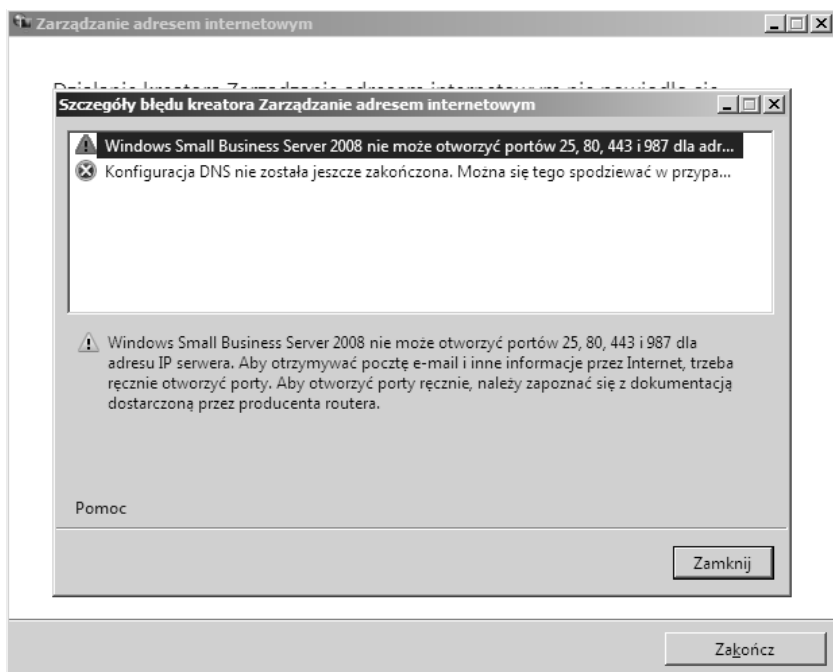 Zarządzanie adresem internetowym
Szczegóły błędu kreatora Zarządzanie adresem internetowym
Windows Small Business Server 2008 nie może otworzyć portów 25, 80, 443 i 987 dla adr...
Konfiguracja DNS nie została jeszcze zakończona. Można się tego spodziewać w przypa...
Windows Small Business Server 2008 nie może otworzyć portów 25, 80, 443 i 987 dla
adresu IP serwera. Aby otrzymywać pocztę e-mail i inne informacje przez Internet, trzeba
ręcznie otworzyć porty. Aby otworzyć porty ręcznie, należy zapoznać się z dokumentacją
dostarczoną przez producenta routera.
Pomoc
Zamknij
Zakończ